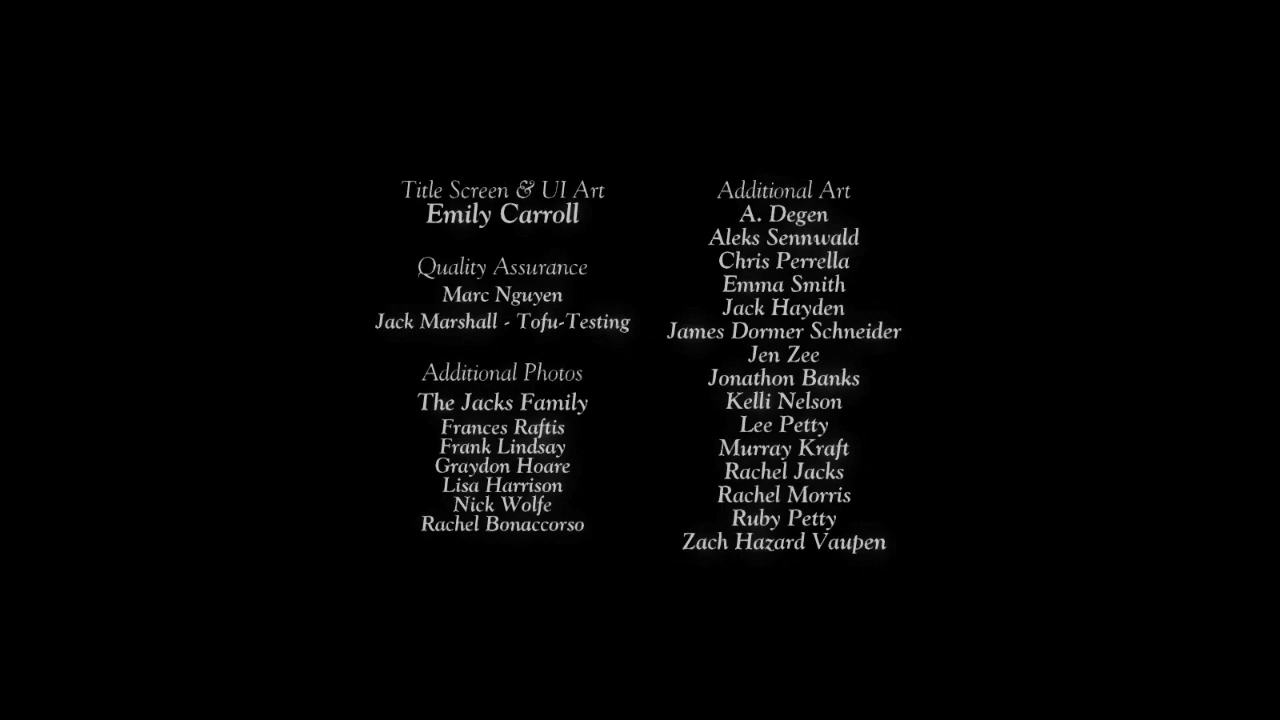 Title Screen & UI Art
Emily Carroll
Quality Assurance
Marc Nguyen
Jack Marshall - Tofu-Testing
Additional Photos
The Jacks Family
Frances Raftis
Frank Lindsay
Graydon Hoare
Lisa Harrison
Nick Wolfe
Rachel Bonaccorso
Additional Art
A. Degen
Aleks Sennwald
Chris Perrella
Emma Smith
Jack Hayden
James Dormer Schneider
Jen Zee
Jonathon Banks
Kelli Nelson
Lee Petty
Murray Kraft
Rachel Jacks
Rachel Morris
Ruby Petty
Zach Hazard Vaupen